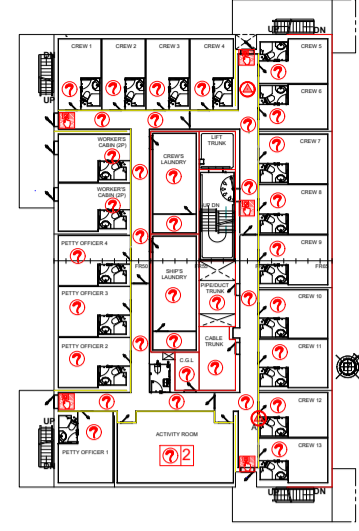 UP DN
DN
CREW 1
CREW 2
CREW 3
CREW 4
CREW 5
UP
CREW 6
WORKER'S
CABIN (2P)
CREW'S
LAUNDRY
LIFT
TRUNK
CREW 7
WORKER'S
CABIN (2P)
CREW 8
UP DN
PETTY OFFICER 4
CREW 9
FR50
SHIP'S
LAUNDRY
PETTY OFFICER 3
PIPE/DUCT
TRUNK
CREW 10
PETTY OFFICER 2
CABLE
TRUNK
CREW 11
C.G.L
CREW 12
UP
ACTIVITY ROOM
CREW 13
PETTY OFFICER 1
2
DN
UP DN